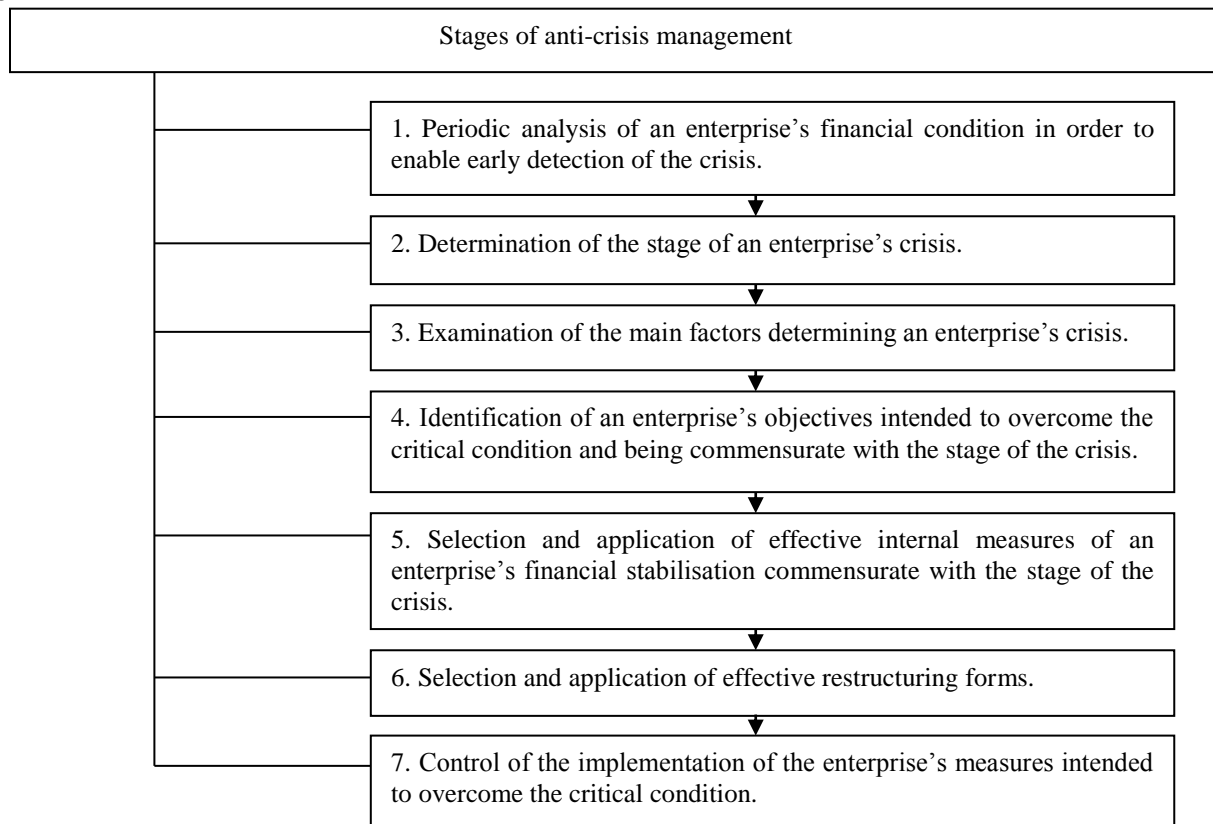 Stages of anti-crisis management
1. Periodic analysis of an enterprise’s financial condition in order to
enable early detection of the crisis.
2. Determination of the stage of an enterprise’s crisis.
3. Examination of the main factors determining an enterprise’s crisis.
4. Identification of an enterprise’s objectives intended to overcome the
critical condition and being commensurate with the stage of the crisis.
5. Selection and application of effective internal measures of an
enterprise’s financial stabilisation commensurate with the stage of the
crisis.
6. Selection and application of effective restructuring forms.
7. Control of the implementation of the enterprise’s measures intended
to overcome the critical condition.